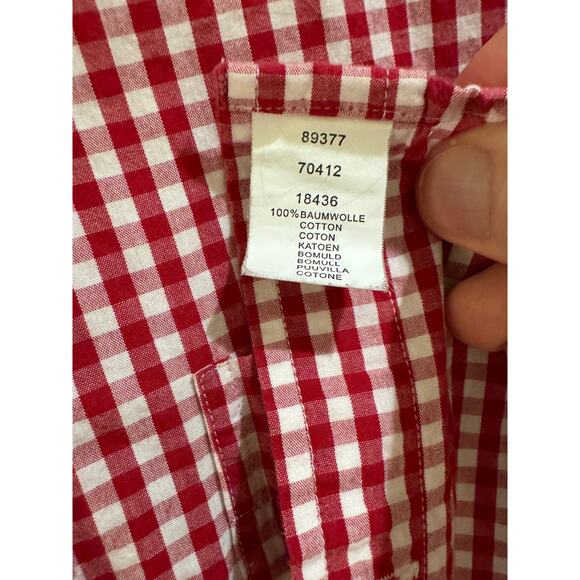 89377
70412
18436
100%BAUMWOLLE
COTTON
COTON
KATOEN
BOMULD
BOMULL
PUUVILLA
COTONE